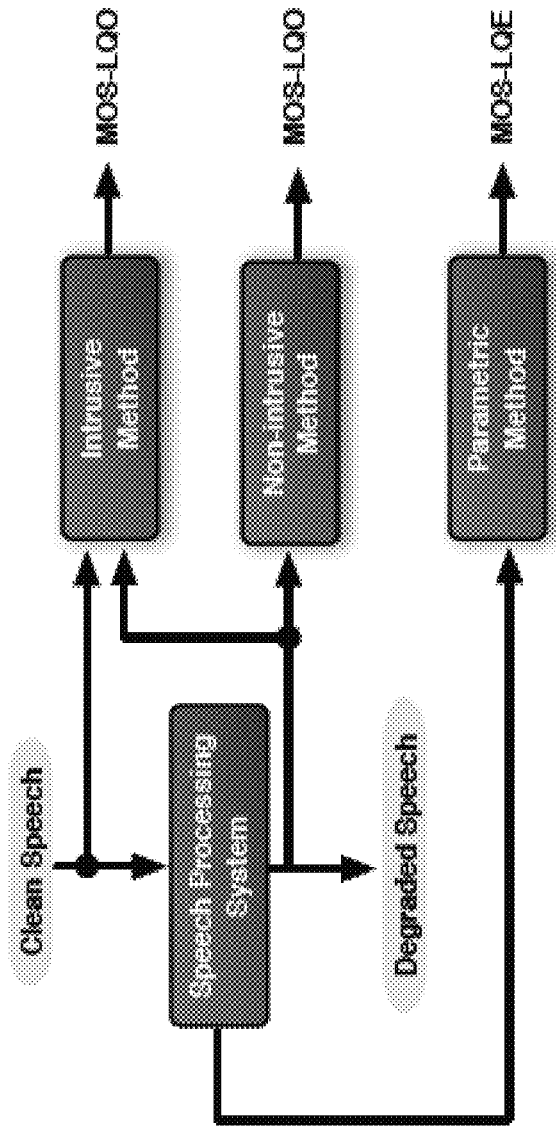 Clean Speech
Speech Processing
System
Degraded Speech
Intrusive
Method
MOS-LQO
Non-intrusive
Method
MOS-LQO
Parametric
Method
MOS-LQE